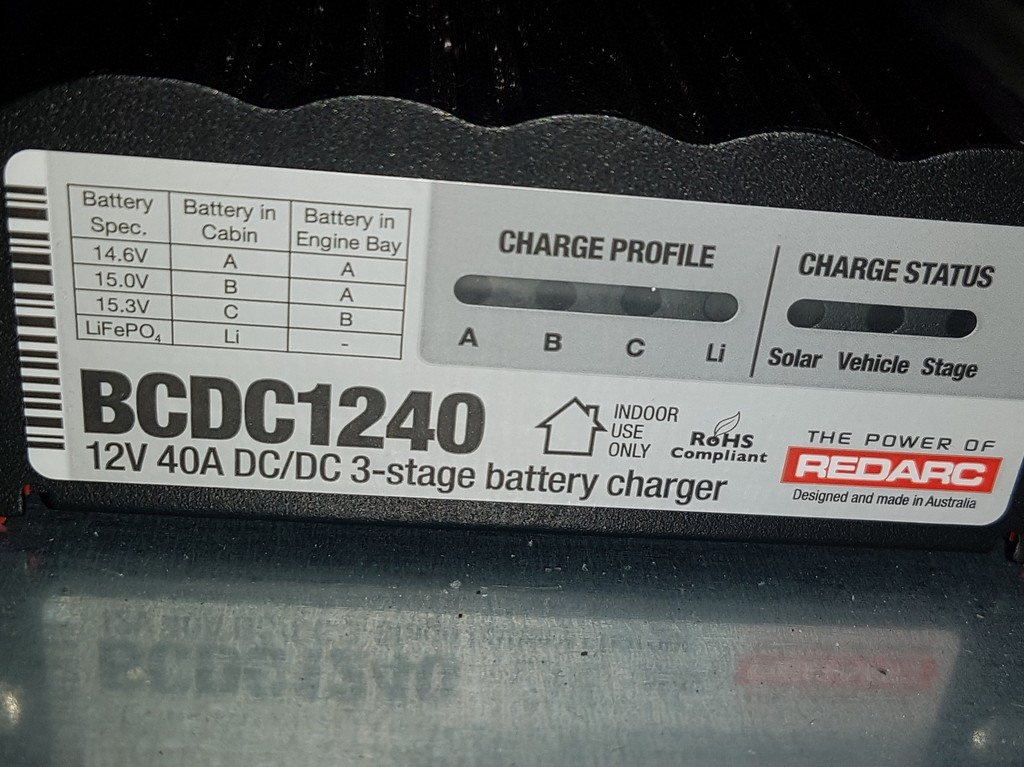 Battery Spec. Battery in Cabin Battery in Engine Bay
14.6V A A
15.0V B A
15.3V C B
LiFePO₄ Li -
CHARGE PROFILE
A B C Li
CHARGE STATUS
Solar Vehicle Stage
BCDC1240
12V 40A DC/DC 3-stage battery charger
INDOOR
USE
ONLY
RoHS
Compliant
THE POWER OF
REDARC
Designed and made in Australia
BCDC1240